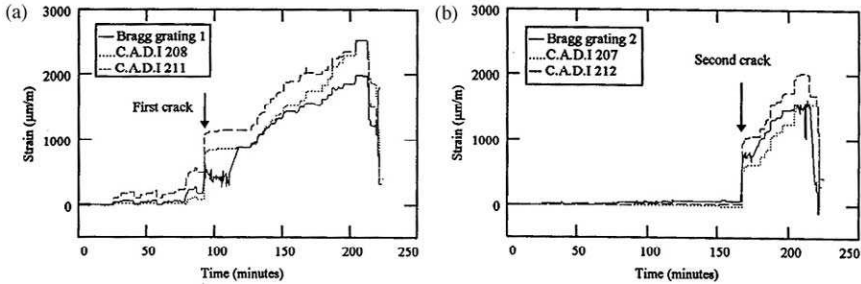 (a)
3000
2000
1000
0
Strain (μm/m)
Bragg grating 1
C.A.D.I 208
C.A.D.I 211
First crack
0 50 100 150 200 250
Time (minutes)
(b)
3000
2000
1000
0
Strain (μm/m)
Bragg grating 2
C.A.D.I 207
C.A.D.I 212
Second crack
0 50 100 150 200 250
Time (minutes)